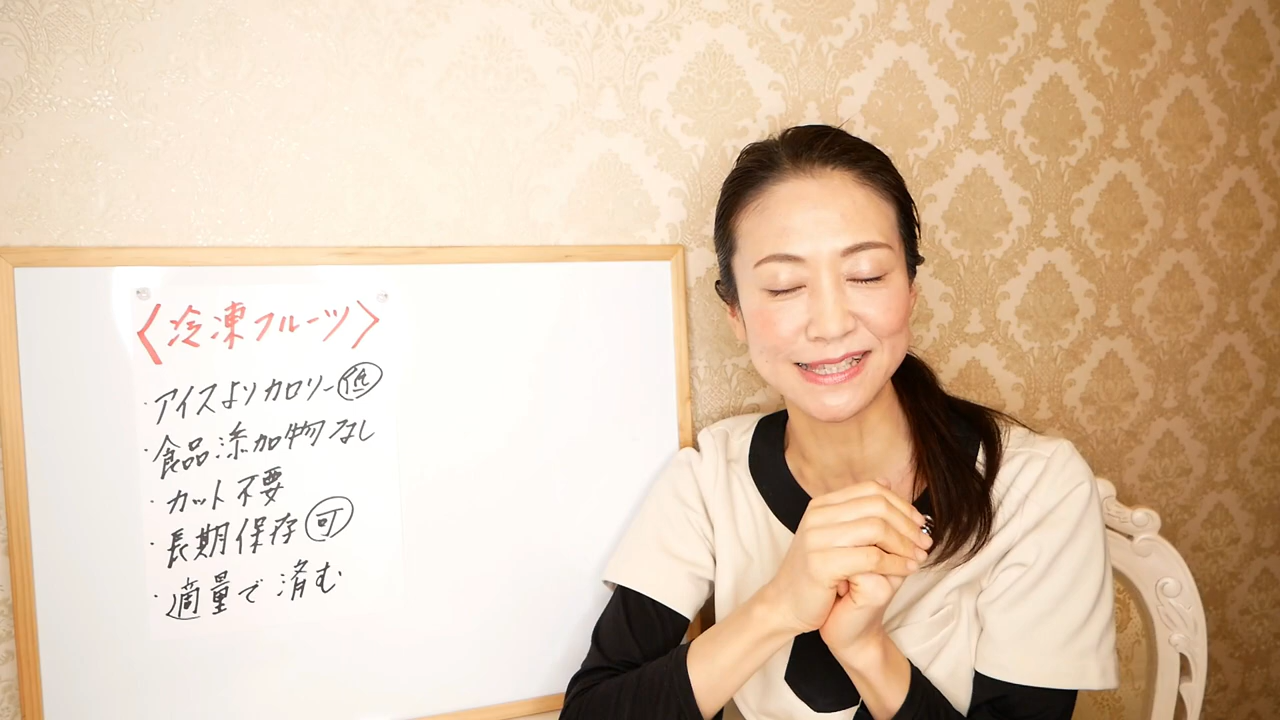 〈冷凍フルーツ〉
・アイスよりカロリー低
・食品添加物なし
・カット不要
・長期保存可
・適量で済む